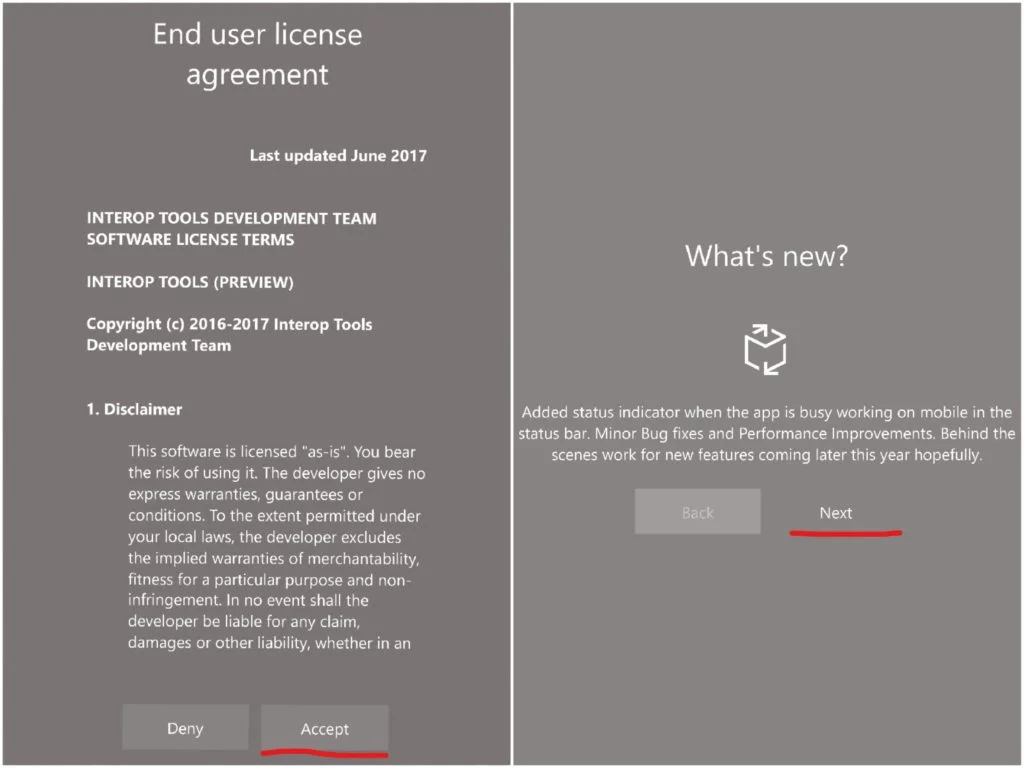 End user license
agreement
Last updated June 2017
INTEROP TOOLS DEVELOPMENT TEAM
SOFTWARE LICENSE TERMS
INTEROP TOOLS (PREVIEW)
Copyright (c) 2016-2017 Interop Tools
Development Team
1. Disclaimer
This software is licensed "as-is". You bear
the risk of using it. The developer gives no
express warranties, guarantees or
conditions. To the extent permitted under
your local laws, the developer excludes
the implied warranties of merchantability,
fitness for a particular purpose and non-
infringement. In no event shall the
developer be liable for any claim,
damages or other liability, whether in an
Deny
Accept
What's new?
Added status indicator when the app is busy working on mobile in the
status bar. Minor Bug fixes and Performance Improvements. Behind the
scenes work for new features coming later this year hopefully.
Back
Next